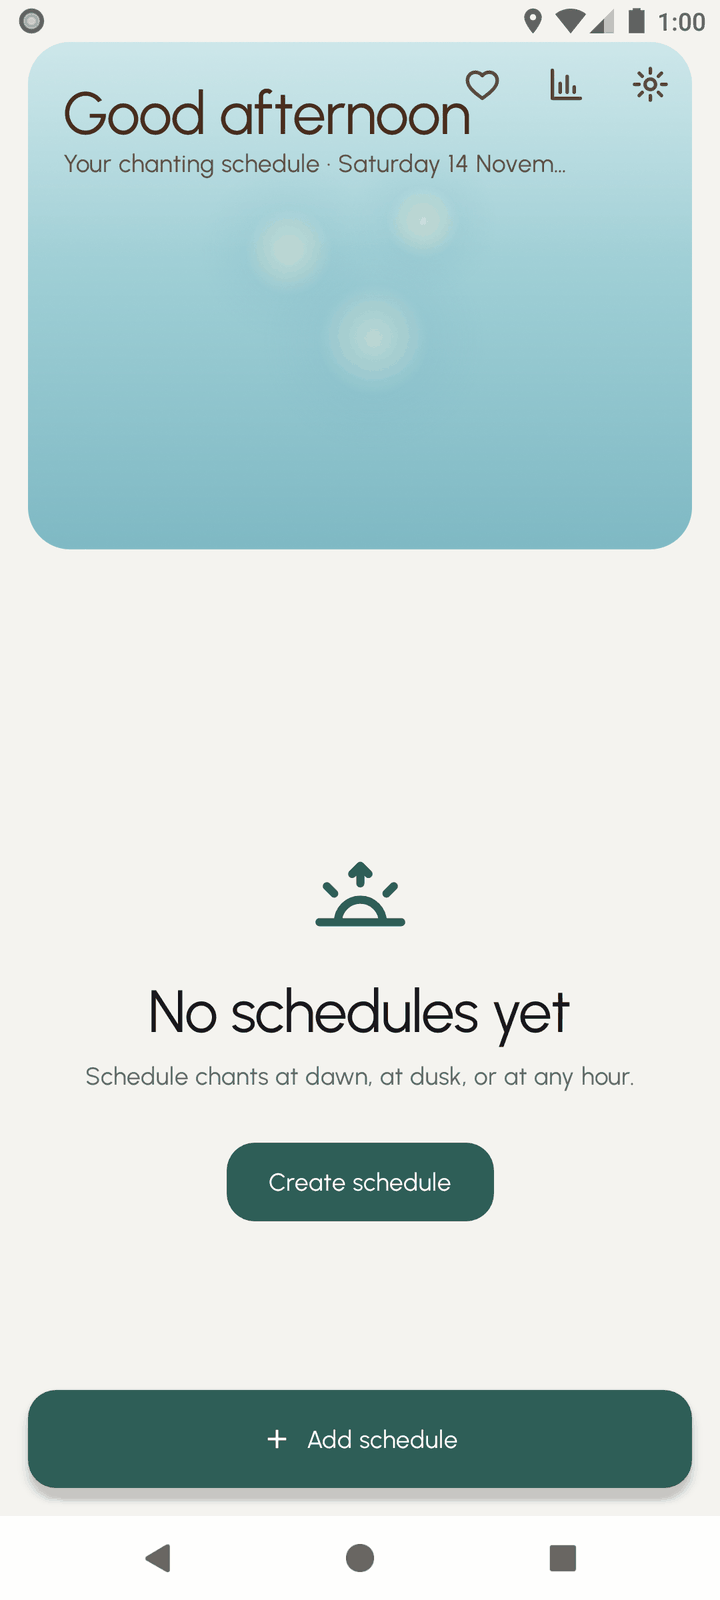 1:00
Good afternoon
Your chanting schedule · Saturday 14 Novem...
No schedules yet
Schedule chants at dawn, at dusk, or at any hour.
Create schedule
+ Add schedule